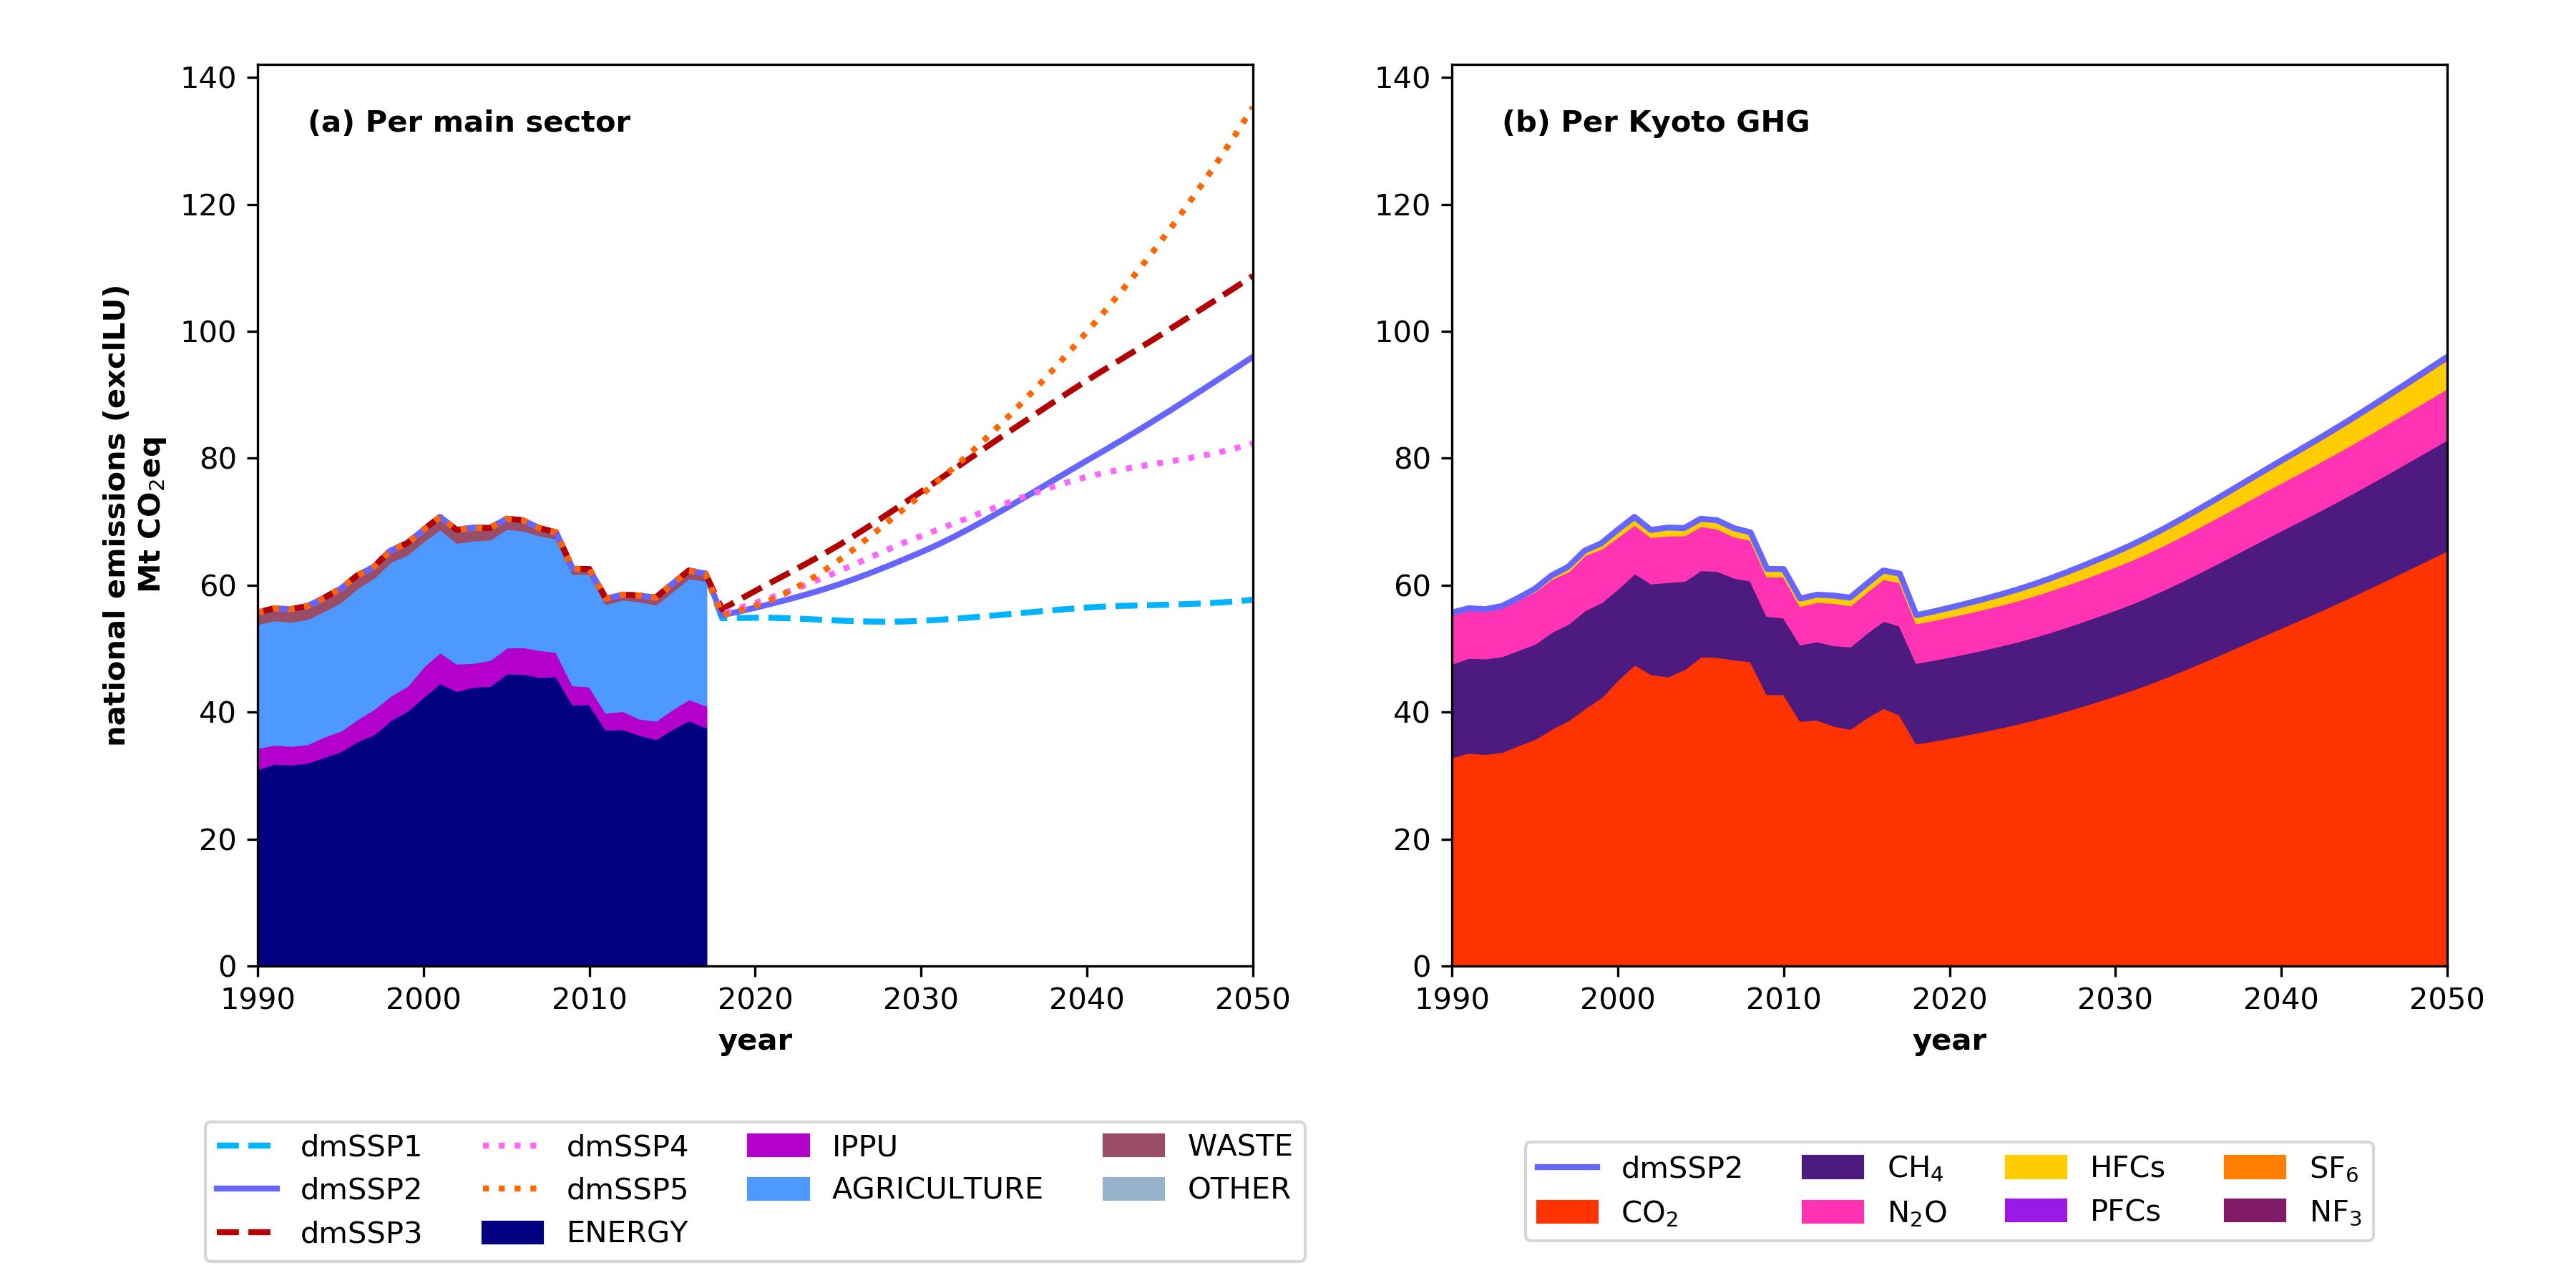 (a) Per main sector
national emissions (exclLU)
Mt CO₂eq
140
120
100
80
60
40
20
0
1990 2000 2010 2020 2030 2040 2050
year
dmSSP1 dmSSP4 IPPU WASTE
dmSSP2 dmSSP5 AGRICULTURE OTHER
dmSSP3 ENERGY
(b) Per Kyoto GHG
140
120
100
80
60
40
20
0
1990 2000 2010 2020 2030 2040 2050
year
dmSSP2 CH₄ HFCs SF₆
CO₂ N₂O PFCs NF₃